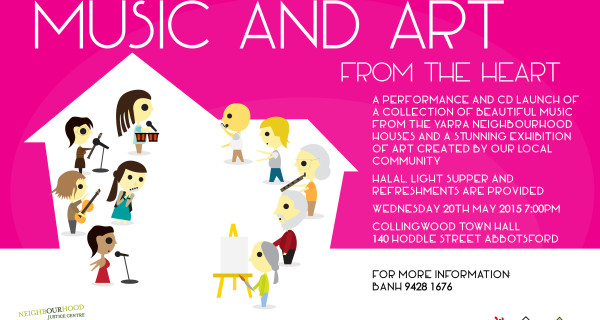 MUSIC AND ART
FROM THE HEART
A PERFORMANCE AND CD LAUNCH OF
A COLLECTION OF BEAUTIFUL MUSIC
FROM THE YARRA NEIGHBOURHOOD
HOUSES AND A STUNNING EXHIBITION
OF ART CREATED BY OUR LOCAL
COMMUNITY
HALAL LIGHT SUPPER AND
REFRESHMENTS ARE PROVIDED
WEDNESDAY 20TH MAY 2015 7:00PM
COLLINGWOOD TOWN HALL
140 HODDLE STREET ABBOTSFORD
FOR MORE INFORMATION
BANH 9428 1676
NEIGHBOURHOOD
JUSTICE CENTRE